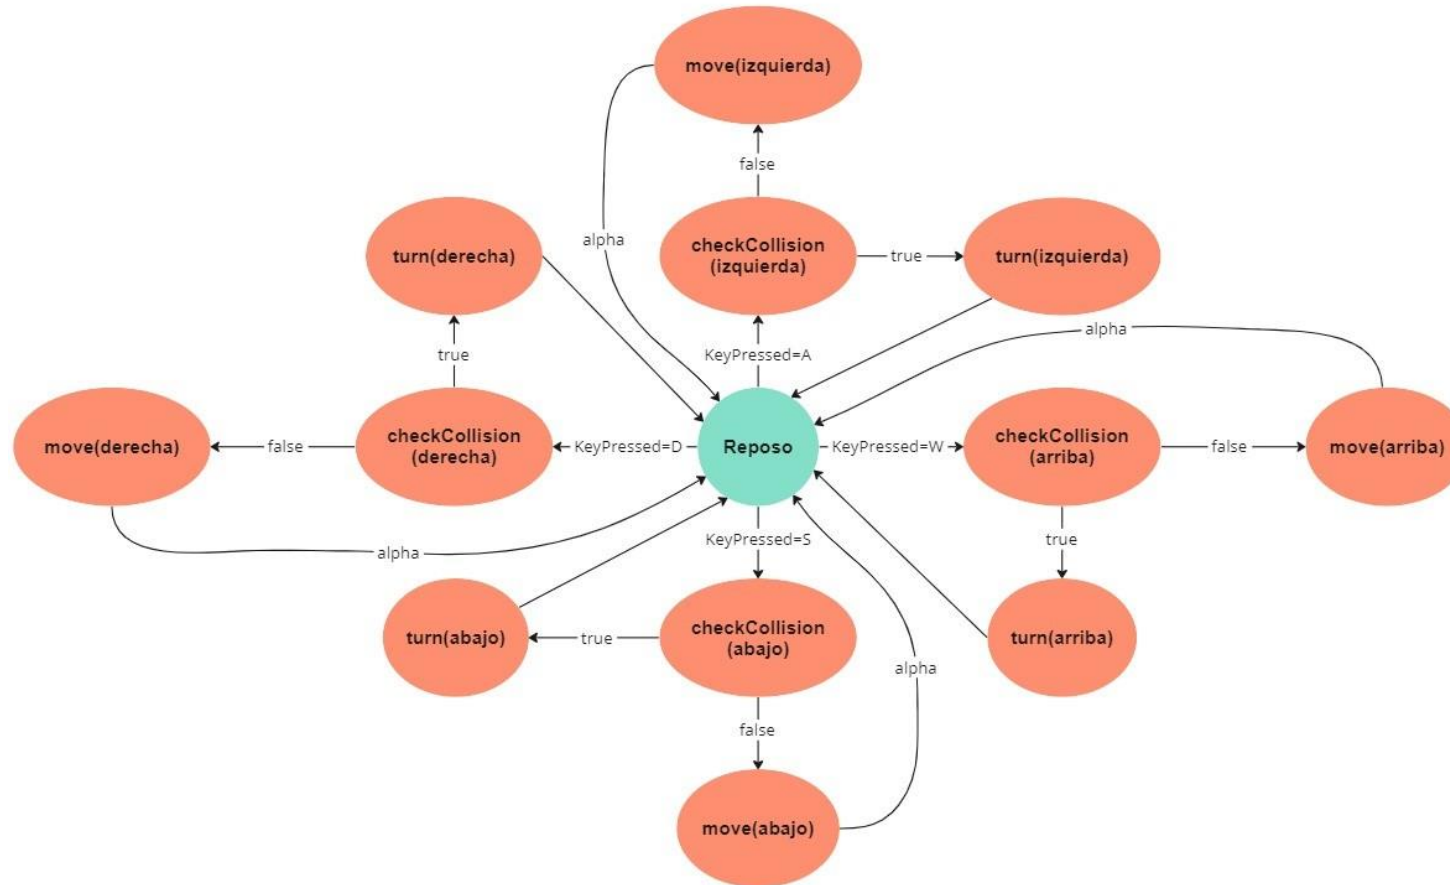 move(izquierda)
false
alpha
turn(derecha)
checkCollision
(izquierda)
true
turn(izquierda)
alpha
true
KeyPressed=A
move(derecha)
false
checkCollision
(derecha)
KeyPressed=D
Reposo
KeyPressed=W
checkCollision
(arriba)
false
move(arriba)
alpha
KeyPressed=S
true
turn(abajo)
true
checkCollision
(abajo)
alpha
turn(arriba)
false
move(abajo)